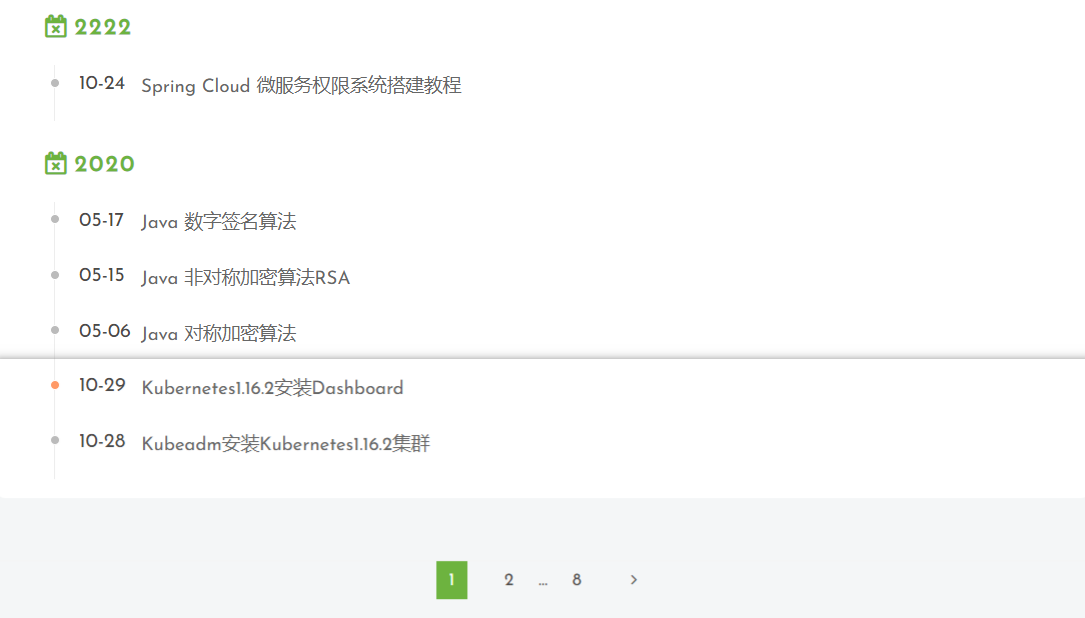 2222
10-24 Spring Cloud 微服务权限系统搭建教程
2020
05-17 Java 数字签名算法
05-15 Java 非对称加密算法RSA
05-06 Java 对称加密算法
10-29 Kubernetes1.16.2安装Dashboard
10-28 Kubeadm安装Kubernetes1.16.2集群
1 2 ... 8 >